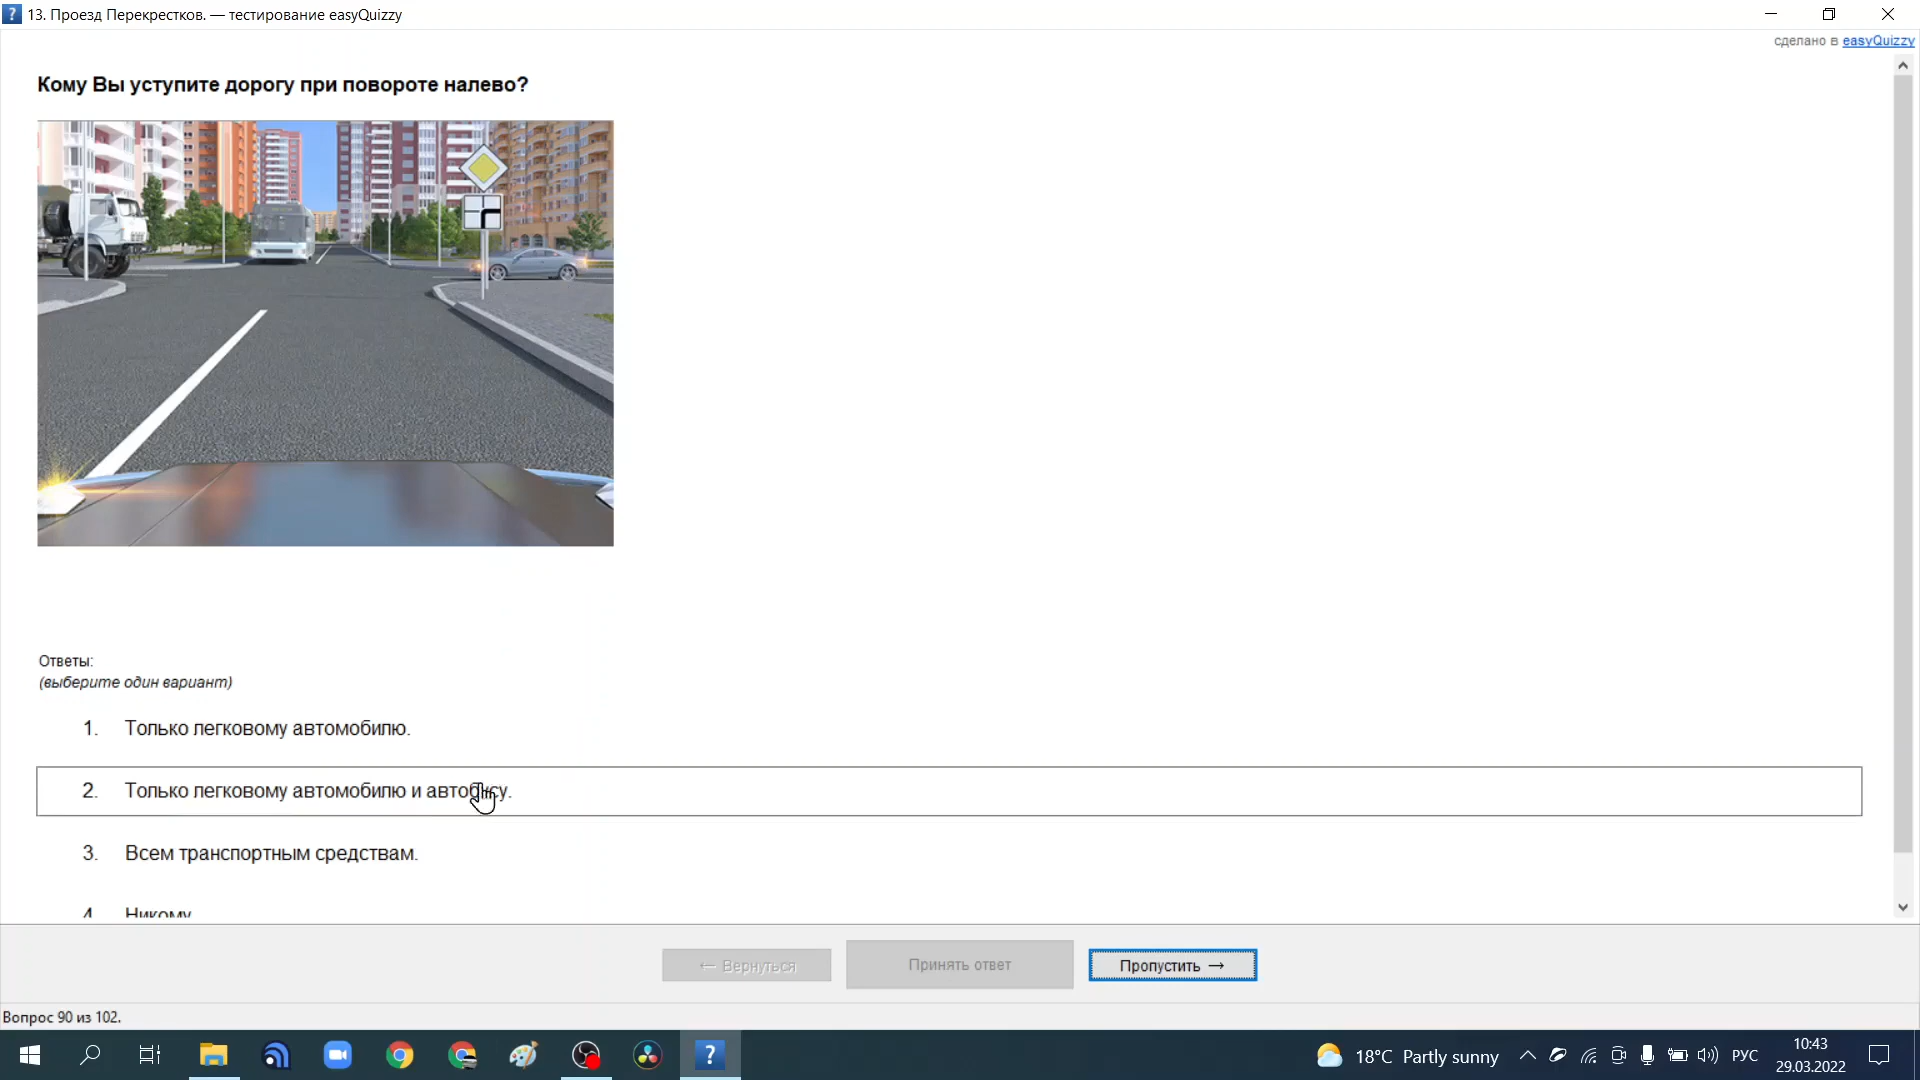 13. Проезд Перекрестков. — тестирование easyQuizzy
сделано в easyQuizzy
Кому Вы уступите дорогу при повороте налево?
Ответы:
(выберите один вариант)
1. Только легковому автомобилю.
2. Только легковому автомобилю и автобусу.
3. Всем транспортным средствам.
4. Никому.
← Вернуться
Принять ответ
Пропустить →
Вопрос 90 из 102.
18°C Partly sunny
РУС
10:43
29.03.2022